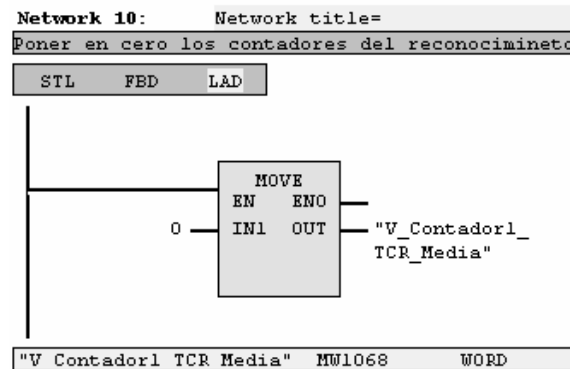 Network 10: Network title=
Poner en cero los contadores del reconocimineto
STL FBD LAD
MOVE
EN ENO
0 IN1 OUT "V_Contador1_
TCR_Media"
"V Contador1 TCR Media" MW1068 WORD